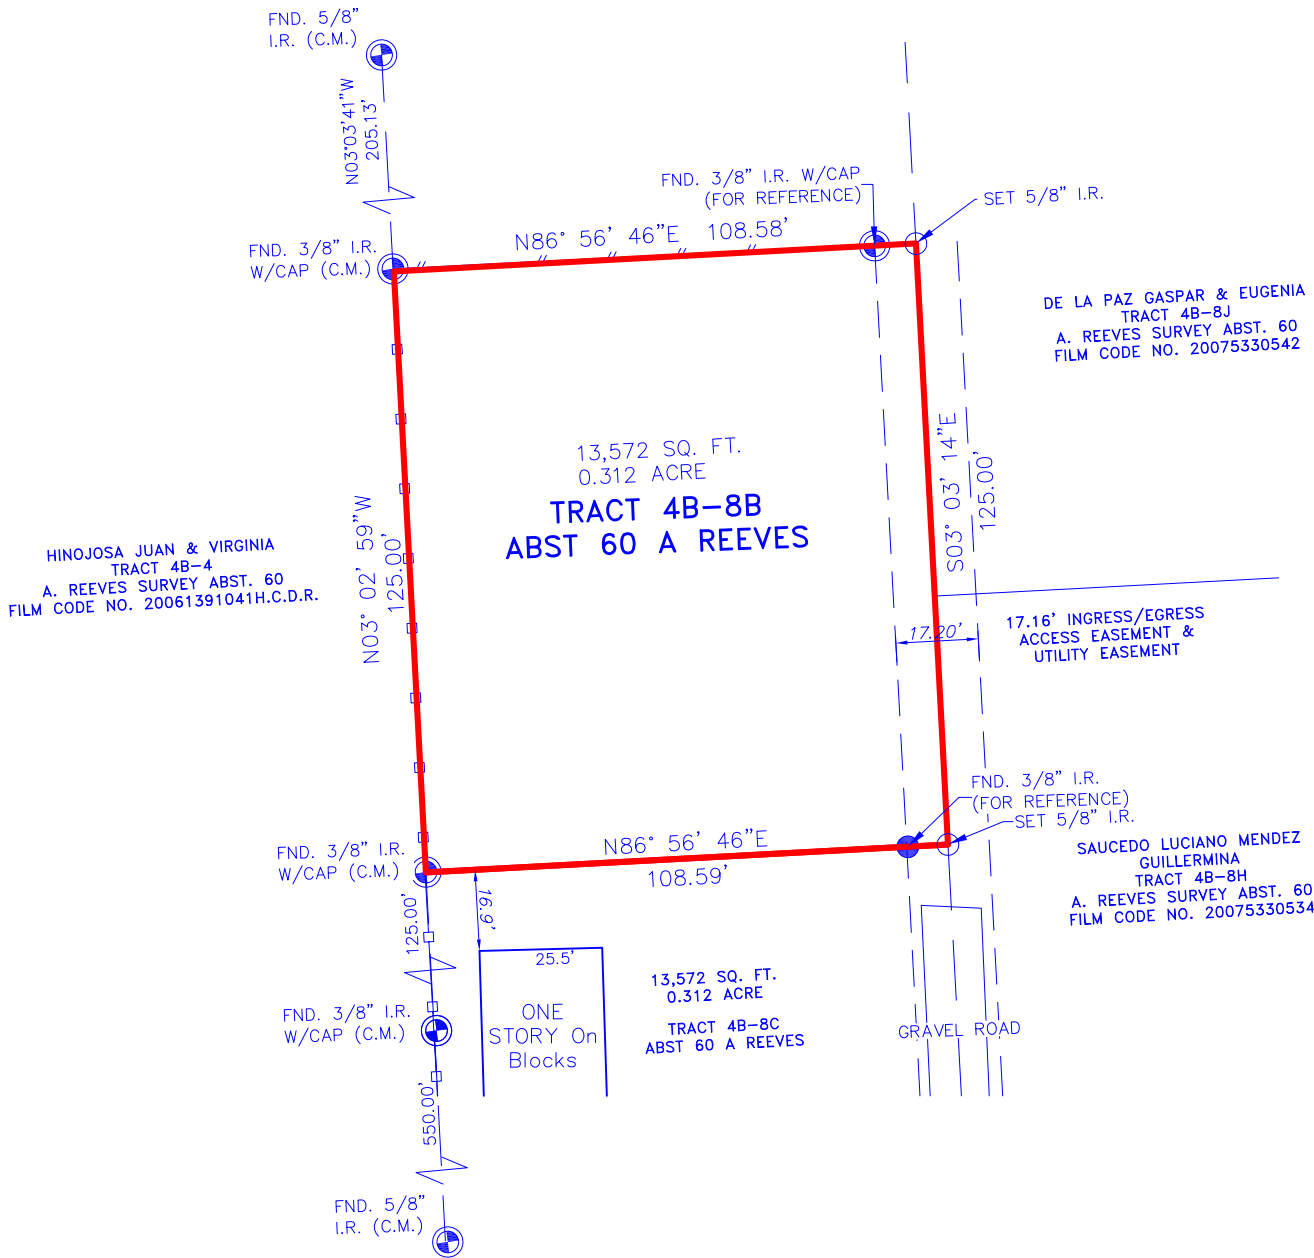 FND. 5/8"
I.R. (C.M.)
N03°03'41"W
205.13'
FND. 3/8" I.R. W/CAP
(FOR REFERENCE)
SET 5/8" I.R.
FND. 3/8" I.R.
W/CAP (C.M.)
N86° 56' 46"E 108.58'
DE LA PAZ GASPAR & EUGENIA
TRACT 4B-8J
A. REEVES SURVEY ABST. 60
FILM CODE NO. 20075330542
13,572 SQ. FT.
0.312 ACRE
TRACT 4B-8B
ABST 60 A REEVES
S03° 03' 14"E
125.00'
N03° 02' 59"W
125.00'
HINOJOSA JUAN & VIRGINIA
TRACT 4B-4
A. REEVES SURVEY ABST. 60
FILM CODE NO. 20061391041H.C.D.R.
17.20'
17.16' INGRESS/EGRESS
ACCESS EASEMENT &
UTILITY EASEMENT
FND. 3/8" I.R.
(FOR REFERENCE)
SET 5/8" I.R.
FND. 3/8" I.R.
W/CAP (C.M.)
N86° 56' 46"E
108.59'
SAUCEDO LUCIANO MENDEZ
GUILLERMINA
TRACT 4B-8H
A. REEVES SURVEY ABST. 60
FILM CODE NO. 20075330534
125.00'
16.9'
25.5'
ONE
STORY On
Blocks
13,572 SQ. FT.
0.312 ACRE
TRACT 4B-8C
ABST 60 A REEVES
GRAVEL ROAD
FND. 3/8" I.R.
W/CAP (C.M.)
550.00'
FND. 5/8"
I.R. (C.M.)